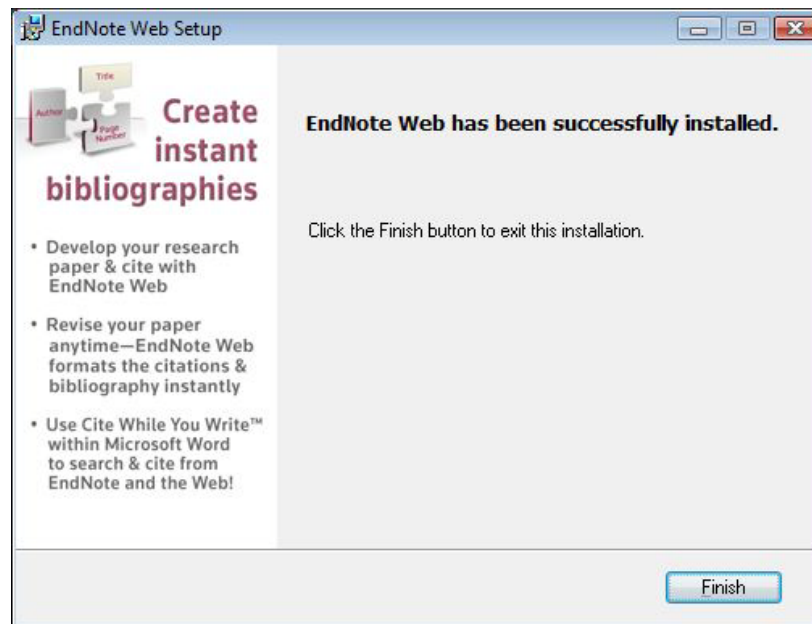 EndNote Web Setup
Title
Author
Page
Number
Create
instant
bibliographies
• Develop your research
paper & cite with
EndNote Web
• Revise your paper
anytime—EndNote Web
formats the citations &
bibliography instantly
• Use Cite While You Write™
within Microsoft Word
to search & cite from
EndNote and the Web!
EndNote Web has been successfully installed.
Click the Finish button to exit this installation.
Finish